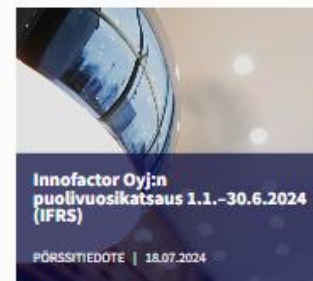 Innofactor Oyj:n
puolivuosikatsaus 1.1.–30.6.2024
(IFRS)
PÖRSSITIEDOTE | 18.07.2024